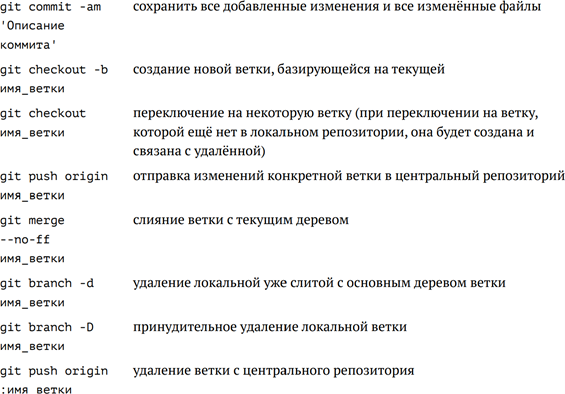 git commit -am сохранить все добавленные изменения и все изменённые файлы
'Описание
коммита'
git checkout -b создание новой ветки, базирующейся на текущей
имя_ветки
git checkout переключение на некоторую ветку (при переключении на ветку,
имя_ветки которой ещё нет в локальном репозитории, она будет создана и
связана с удалённой)
git push origin отправка изменений конкретной ветки в центральный репозиторий
имя_ветки
git merge слияние ветки с текущим деревом
--no-ff
имя_ветки
git branch -d удаление локальной уже слитой с основным деревом ветки
имя_ветки
git branch -D принудительное удаление локальной ветки
имя_ветки
git push origin удаление ветки с центрального репозитория
:имя_ветки